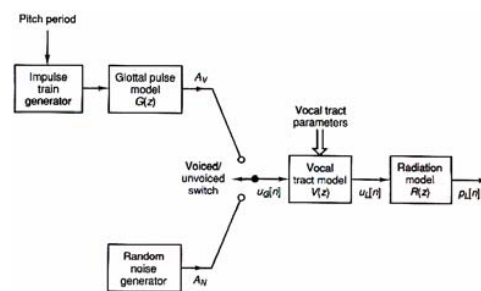 Pitch period
Impulse
train
generator
Glottal pulse
model
G(z)
A_V
Vocal tract
parameters
Voiced/
unvoiced
switch
u_G[n]
Vocal
tract model
V(z)
u_L[n]
Radiation
model
R(z)
p_L[n]
Random
noise
generator
A_N